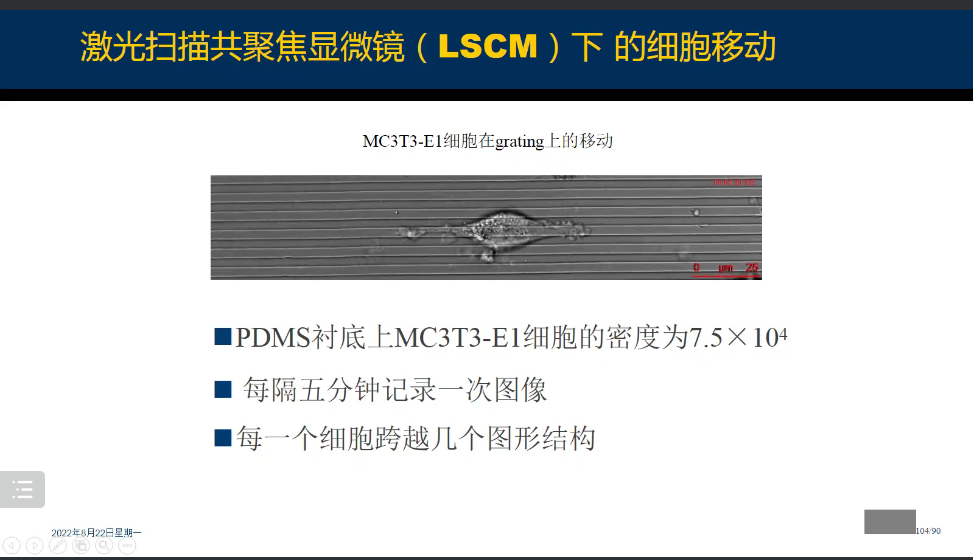 激光扫描共聚焦显微镜（LSCM）下 的细胞移动
MC3T3-E1细胞在grating上的移动
0 μm 25
PDMS衬底上MC3T3-E1细胞的密度为7.5×10⁴
每隔五分钟记录一次图像
每一个细胞跨越几个图形结构
2022年8月22日星期一
104/90